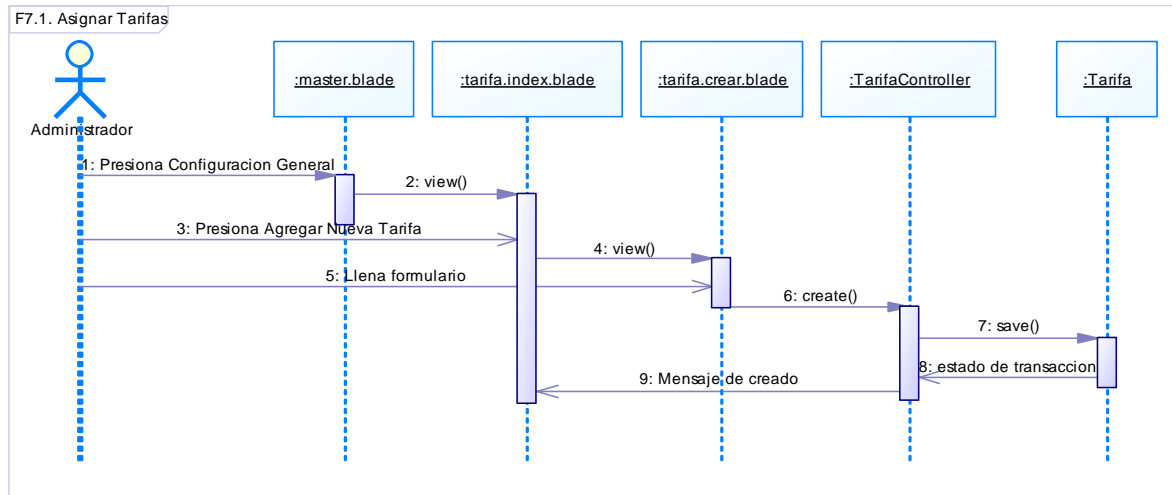 F7.1. Asignar Tarifas
Administrador
:master.blade
:tarifa.index.blade
:tarifa.crear.blade
:TarifaController
:Tarifa
1: Presiona Configuracion General
2: view()
3: Presiona Agregar Nueva Tarifa
4: view()
5: Llena formulario
6: create()
7: save()
8: estado de transaccion
9: Mensaje de creado